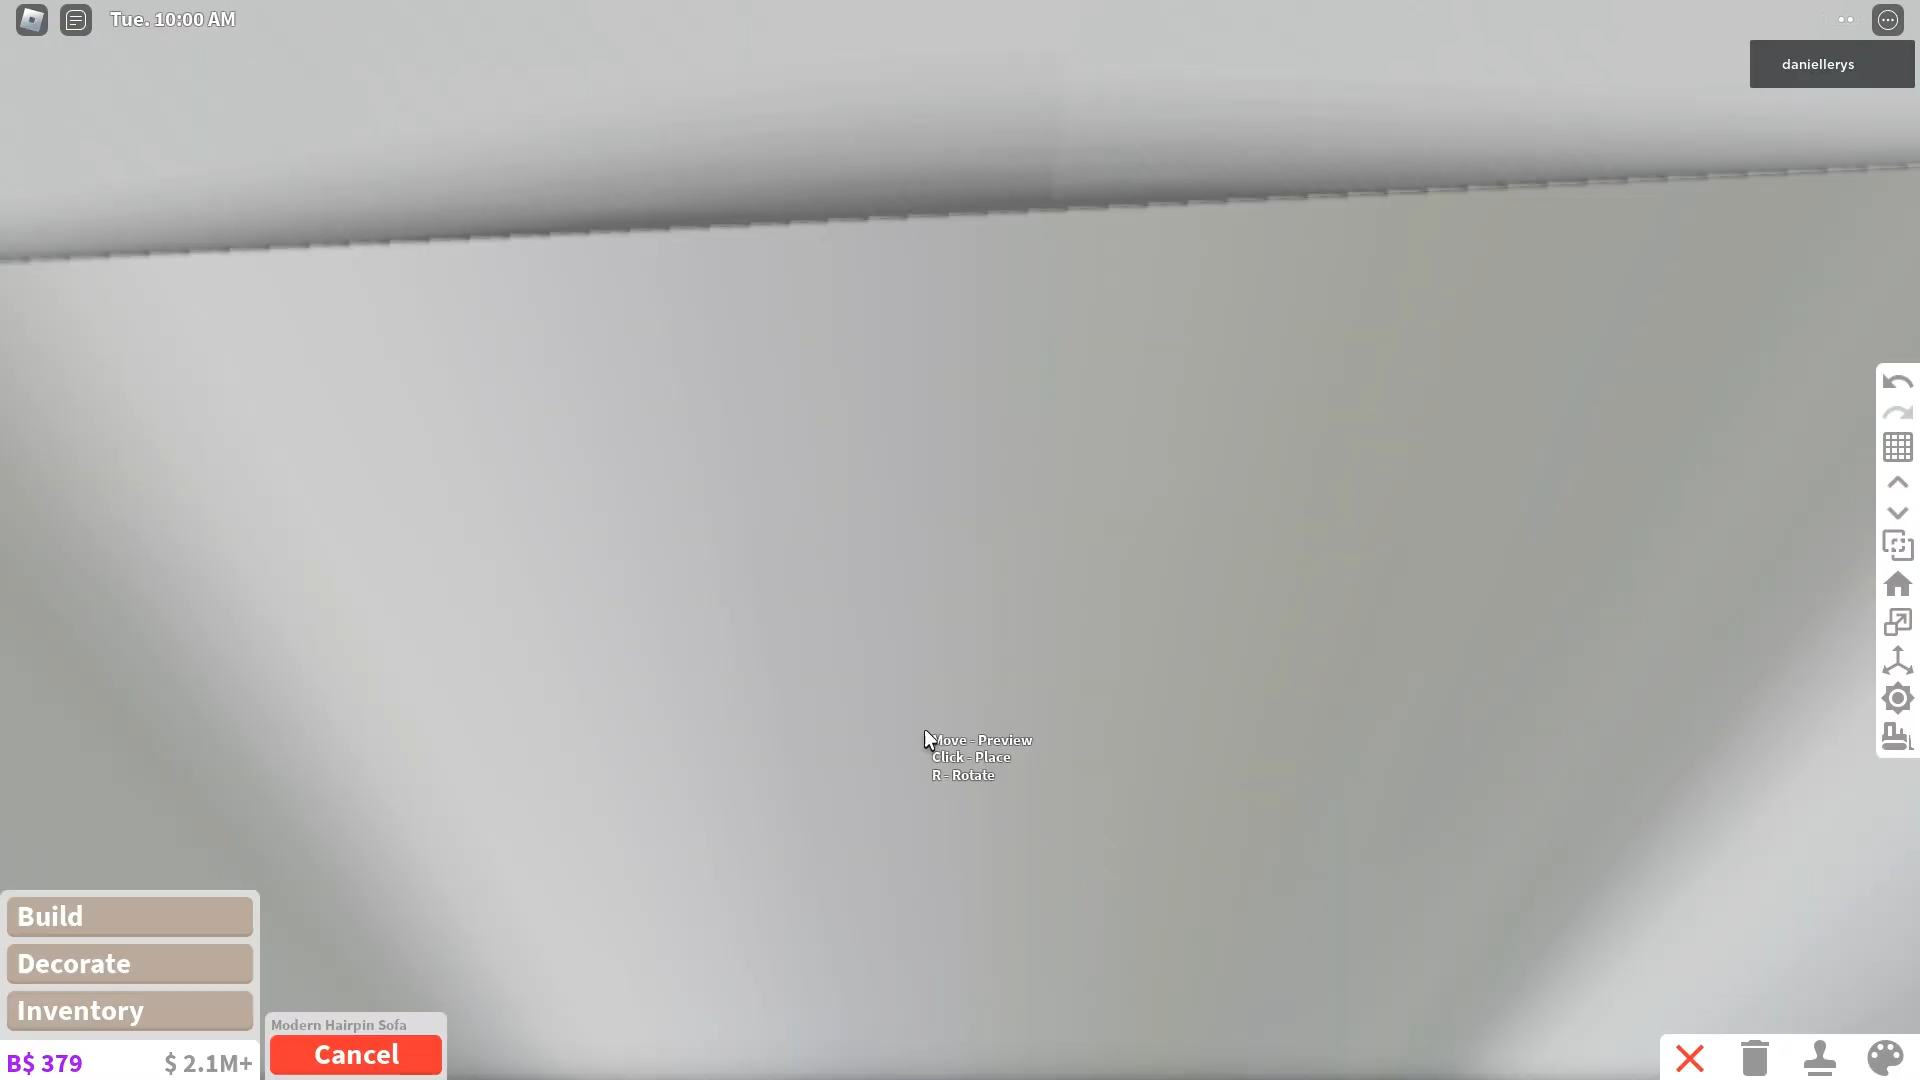 Tue. 10:00 AM
daniellerys
Move - Preview
Click - Place
R - Rotate
Build
Decorate
Inventory
Modern Hairpin Sofa
Cancel
B$ 379
$ 2.1M+